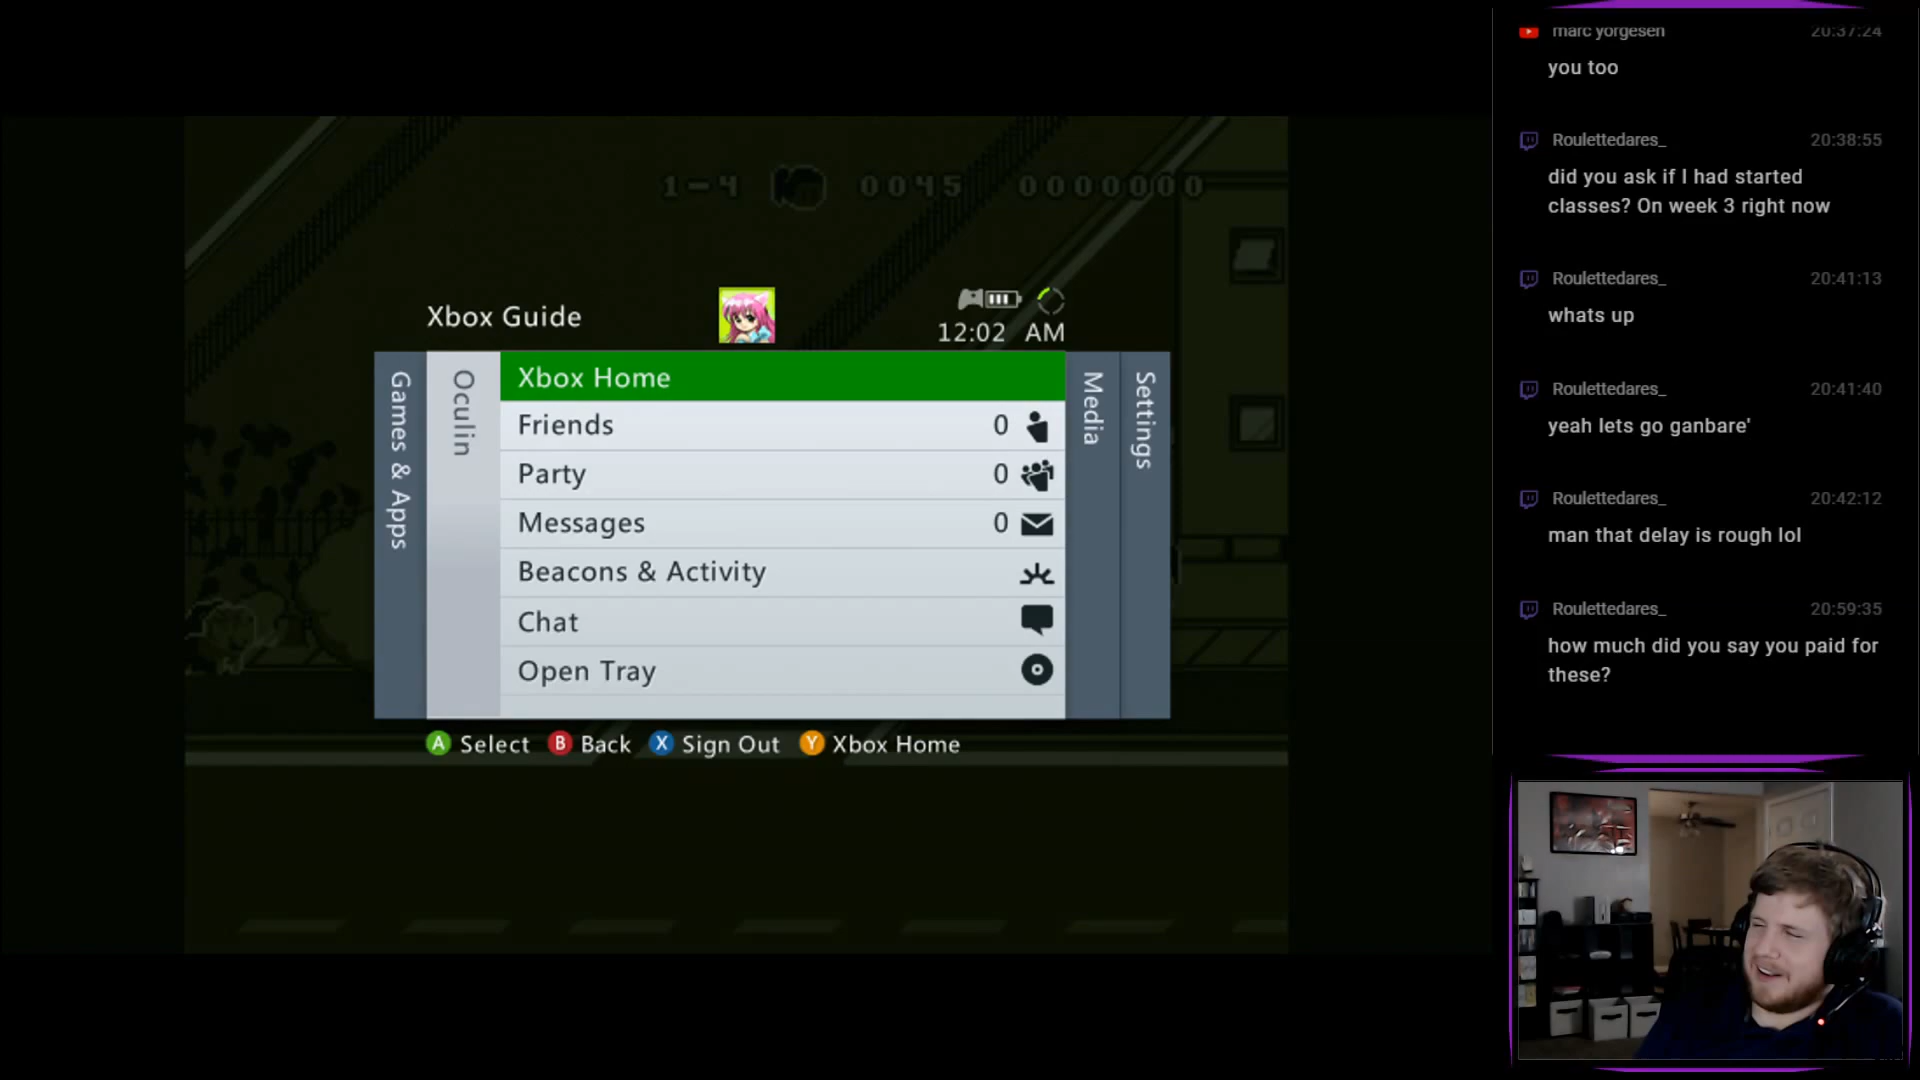 1-4 0045 0000000
Xbox Guide
12:02 AM
Games & Apps
Oculin
Xbox Home
Friends 0
Party 0
Messages 0
Beacons & Activity
Chat
Open Tray
Media
Settings
A Select B Back X Sign Out Y Xbox Home
marc yorgesen 20:37:24
you too
Roulettedares_ 20:38:55
did you ask if I had started
classes? On week 3 right now
Roulettedares_ 20:41:13
whats up
Roulettedares_ 20:41:40
yeah lets go ganbare'
Roulettedares_ 20:42:12
man that delay is rough lol
Roulettedares_ 20:59:35
how much did you say you paid for
these?